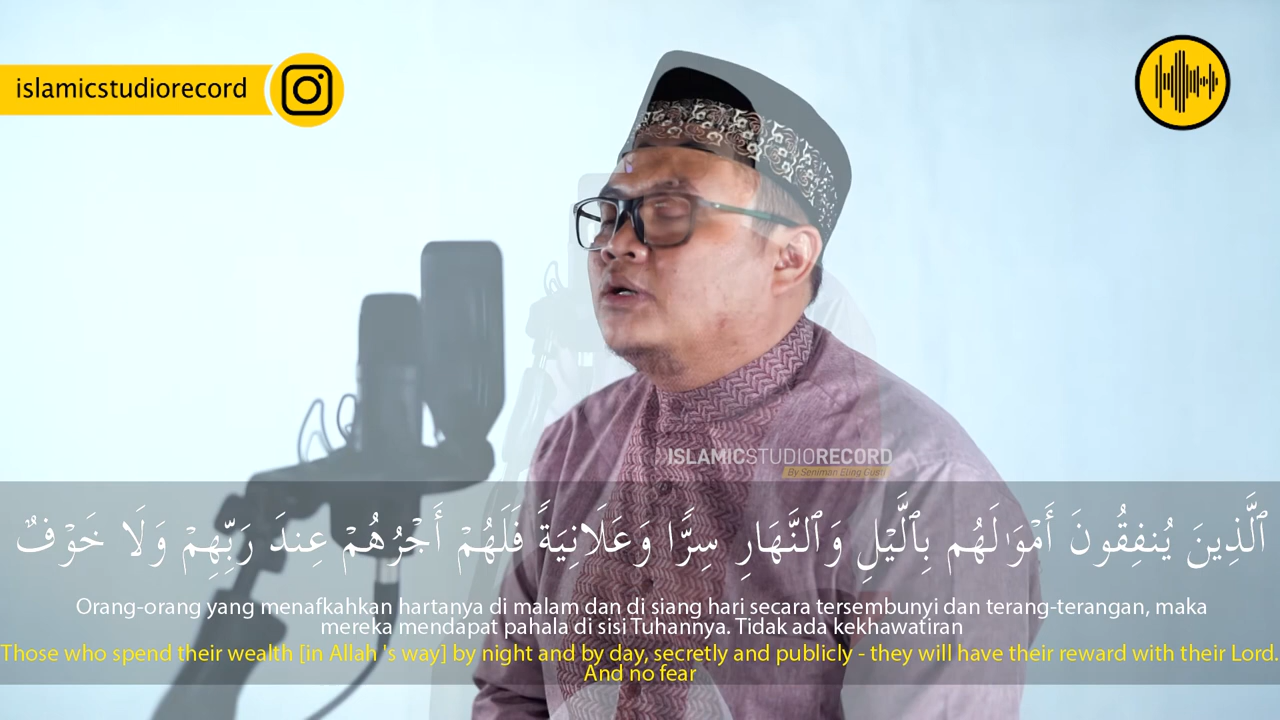 islamicstudiorecord
ISLAMICSTUDIORECORD
By Seniman Eling Gusti
ٱلَّذِينَ يُنفِقُونَ أَمْوَٰلَهُم بِٱلَّيْلِ وَٱلنَّهَارِ سِرًّا وَعَلَانِيَةً فَلَهُمْ أَجْرُهُمْ عِندَ رَبِّهِمْ وَلَا خَوْفٌ
Orang-orang yang menafkahkan hartanya di malam dan di siang hari secara tersembunyi dan terang-terangan, maka
mereka mendapat pahala di sisi Tuhannya. Tidak ada kekhawatiran
Those who spend their wealth [in Allah 's way] by night and by day, secretly and publicly - they will have their reward with their Lord.
And no fear